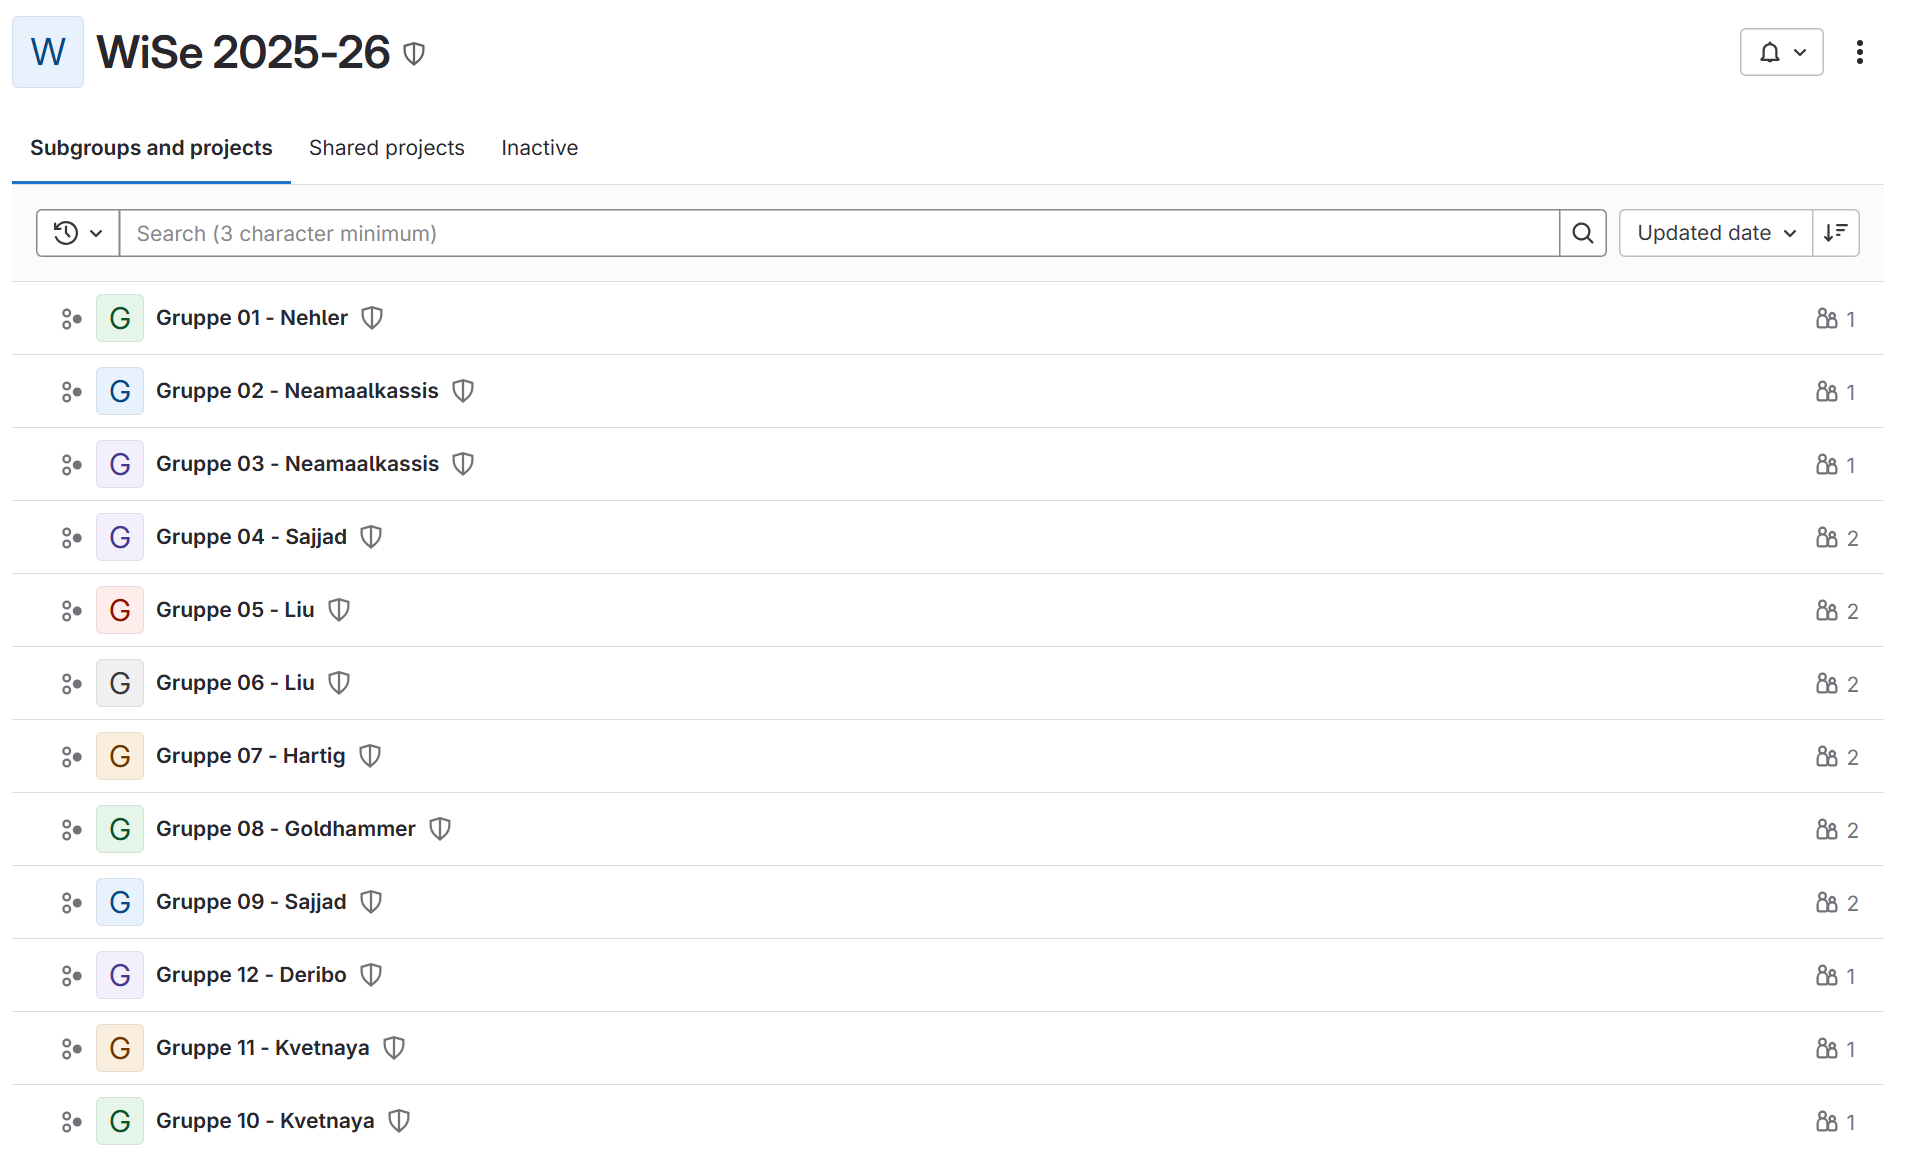 W WiSe 2025-26
Subgroups and projects Shared projects Inactive
Search (3 character minimum) Updated date
G Gruppe 01 - Nehler 1
G Gruppe 02 - Neamaalkassis 1
G Gruppe 03 - Neamaalkassis 1
G Gruppe 04 - Sajjad 2
G Gruppe 05 - Liu 2
G Gruppe 06 - Liu 2
G Gruppe 07 - Hartig 2
G Gruppe 08 - Goldhammer 2
G Gruppe 09 - Sajjad 2
G Gruppe 12 - Deribo 1
G Gruppe 11 - Kvetnaya 1
G Gruppe 10 - Kvetnaya 1